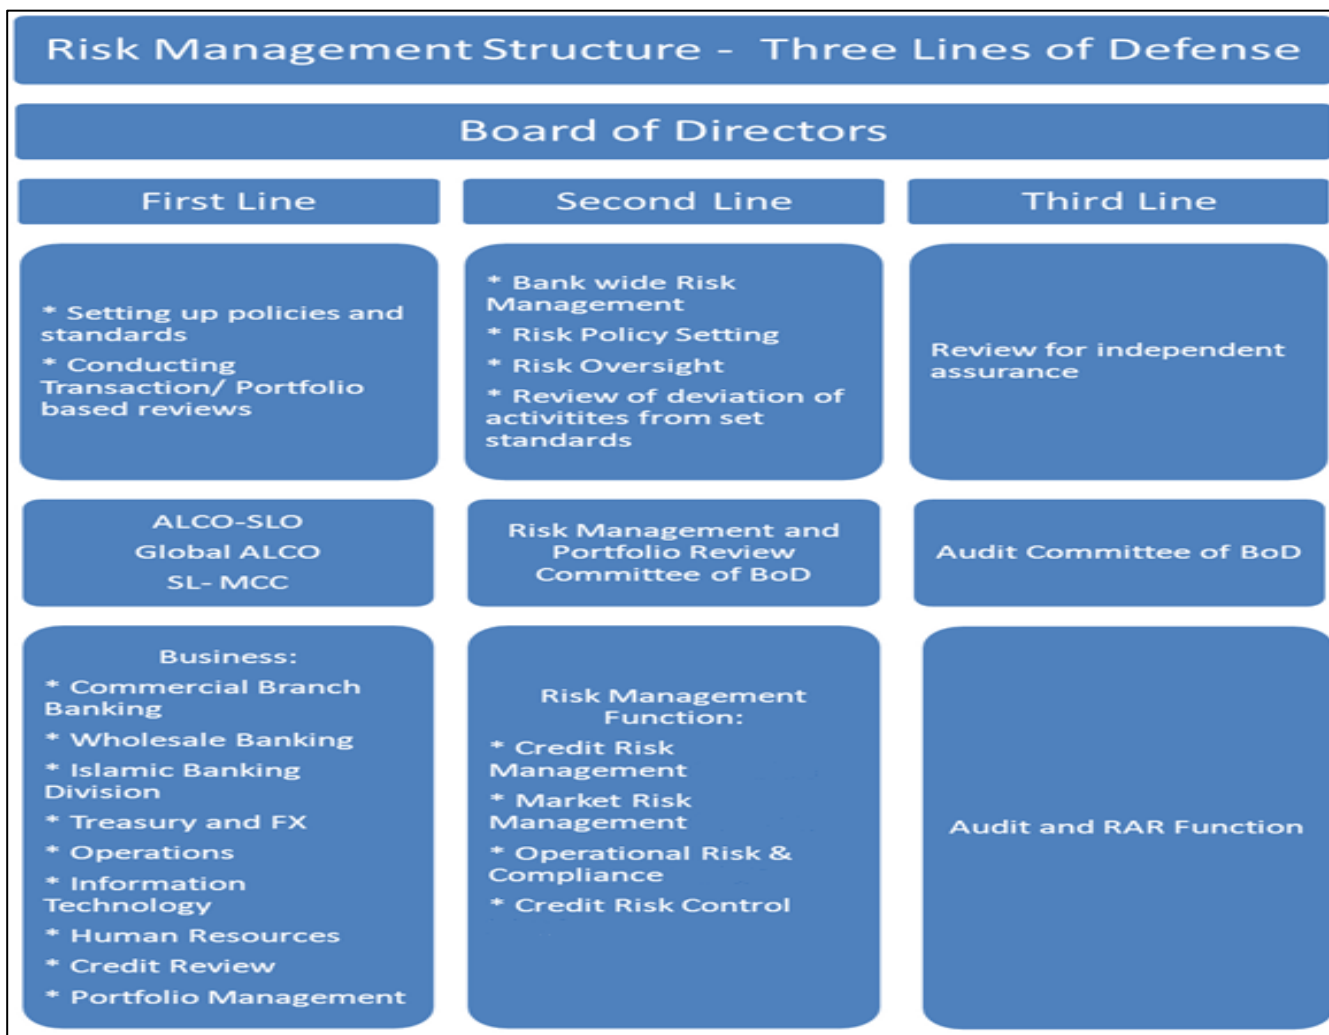 Risk Management Structure -  Three Lines of Defense
Board of Directors
First Line
* Setting up policies and
standards
* Conducting
Transaction/ Portfolio
based reviews
ALCO-SLO
Global ALCO
SL- MCC
Business:
* Commercial Branch
Banking
* Wholesale Banking
* Islamic Banking
Division
* Treasury and FX
* Operations
* Information
Technology
* Human Resources
* Credit Review
* Portfolio Management
Second Line
* Bank wide Risk
Management
* Risk Policy Setting
* Risk Oversight
* Review of deviation of
activitites from set
standards
Risk Management and
Portfolio Review
Committee of BoD
Risk Management
Function:
* Credit Risk
Management
* Market Risk
Management
* Operational Risk &
Compliance
* Credit Risk Control
Third Line
Review for independent
assurance
Audit Committee of BoD
Audit and RAR Function